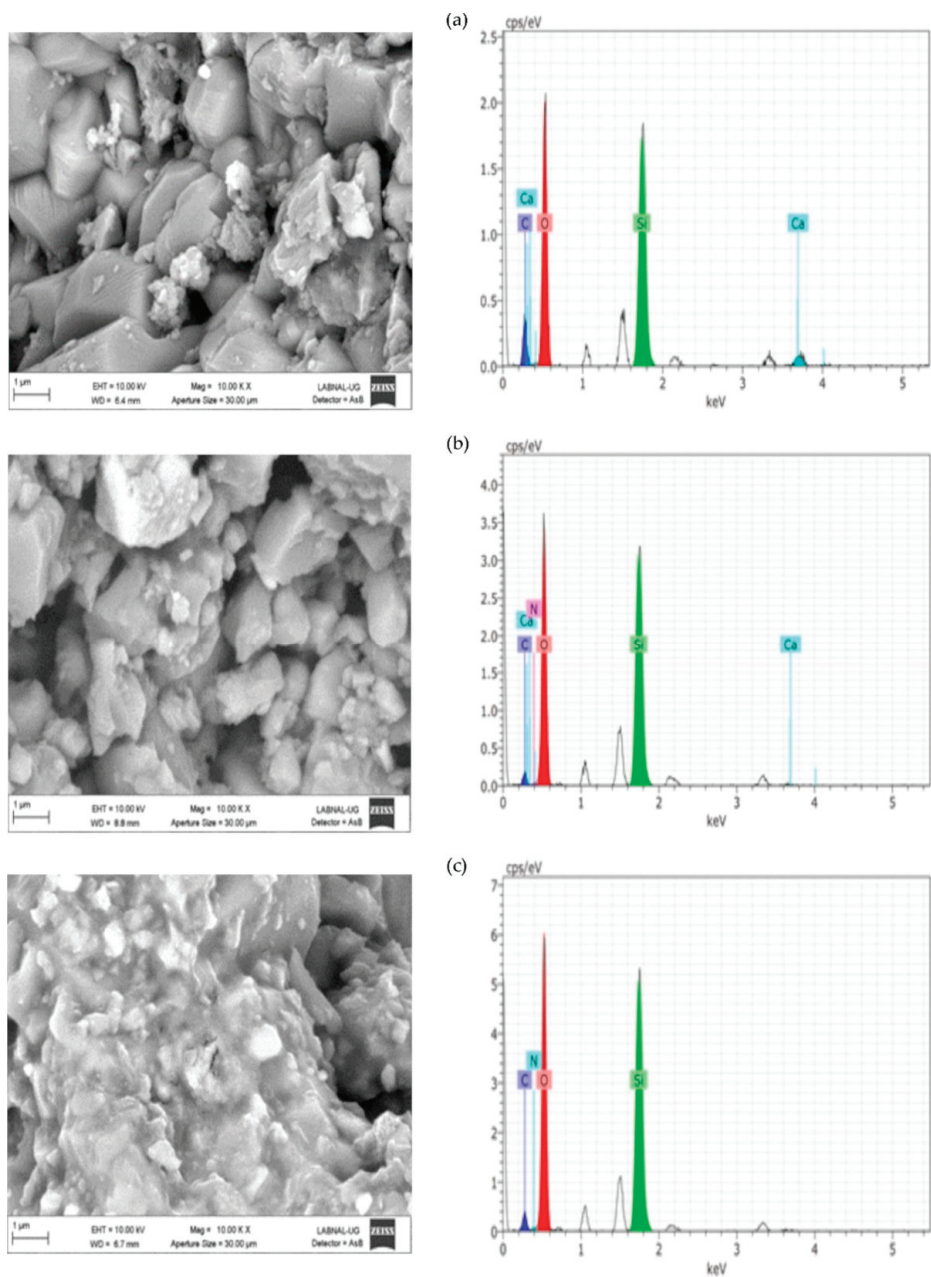 (a)
1 µm
EHT = 10.00 kV
WD = 6.4 mm
Mag = 10.00 K X
Aperture Size = 30.00 µm
LABNAL-UG
Detector = AsB
ZEISS
cps/eV
2.5
2.0
1.5
1.0
0.5
0.0
Ca
C
O
Si
Ca
0
1
2
3
4
5
keV
(b)
1 µm
EHT = 10.00 kV
WD = 8.8 mm
Mag = 10.00 K X
Aperture Size = 30.00 µm
LABNAL-UG
Detector = AsB
ZEISS
cps/eV
4.0
3.5
3.0
2.5
2.0
1.5
1.0
0.5
0.0
N
Ca
C
O
Si
Ca
0
1
2
3
4
5
keV
(c)
1 µm
EHT = 10.00 kV
WD = 6.7 mm
Mag = 10.00 K X
Aperture Size = 30.00 µm
LABNAL-UG
Detector = AsB
ZEISS
cps/eV
7
6
5
4
3
2
1
0
N
C
O
Si
0
1
2
3
4
5
keV